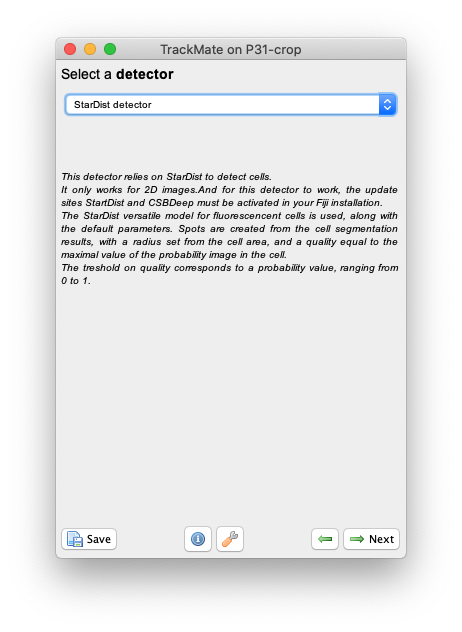 TrackMate on P31-crop
Select a detector
StarDist detector
This detector relies on StarDist to detect cells.
It only works for 2D images.And for this detector to work, the update
sites StartDist and CSBDeep must be activated in your Fiji installation.
The StarDist versatile model for fluorescencent cells is used, along with
the default parameters. Spots are created from the cell segmentation
results, with a radius set from the cell area, and a quality equal to the
maximal value of the probability image in the cell.
The treshold on quality corresponds to a probability value, ranging from
0 to 1.
Save
Next